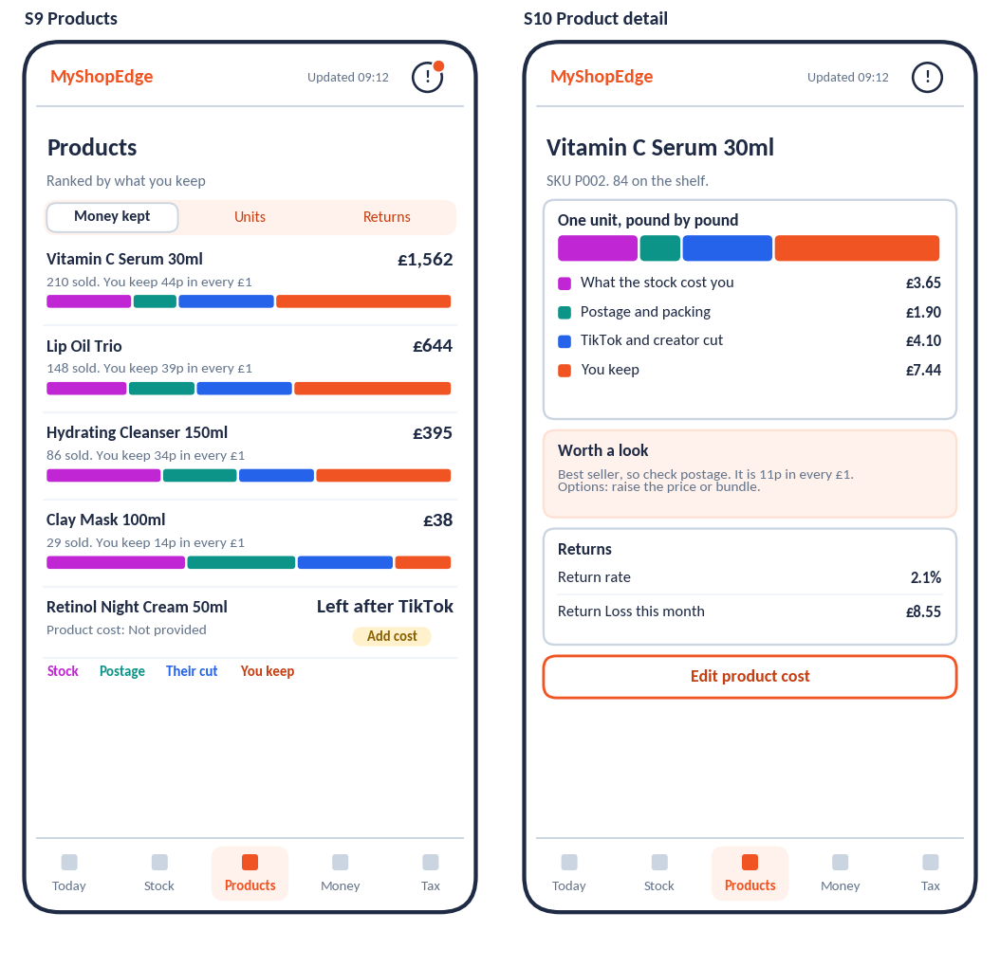 S9 Products
MyShopEdge
Updated 09:12
!
Products
Ranked by what you keep
Money kept
Units
Returns
Vitamin C Serum 30ml
£1,562
210 sold. You keep 44p in every £1
Lip Oil Trio
£644
148 sold. You keep 39p in every £1
Hydrating Cleanser 150ml
£395
86 sold. You keep 34p in every £1
Clay Mask 100ml
£38
29 sold. You keep 14p in every £1
Retinol Night Cream 50ml
Left after TikTok
Product cost: Not provided
Add cost
Stock
Postage
Their cut
You keep
Today
Stock
Products
Money
Tax
S10 Product detail
MyShopEdge
Updated 09:12
!
Vitamin C Serum 30ml
SKU P002. 84 on the shelf.
One unit, pound by pound
What the stock cost you
£3.65
Postage and packing
£1.90
TikTok and creator cut
£4.10
You keep
£7.44
Worth a look
Best seller, so check postage. It is 11p in every £1.
Options: raise the price or bundle.
Returns
Return rate
2.1%
Return Loss this month
£8.55
Edit product cost
Today
Stock
Products
Money
Tax